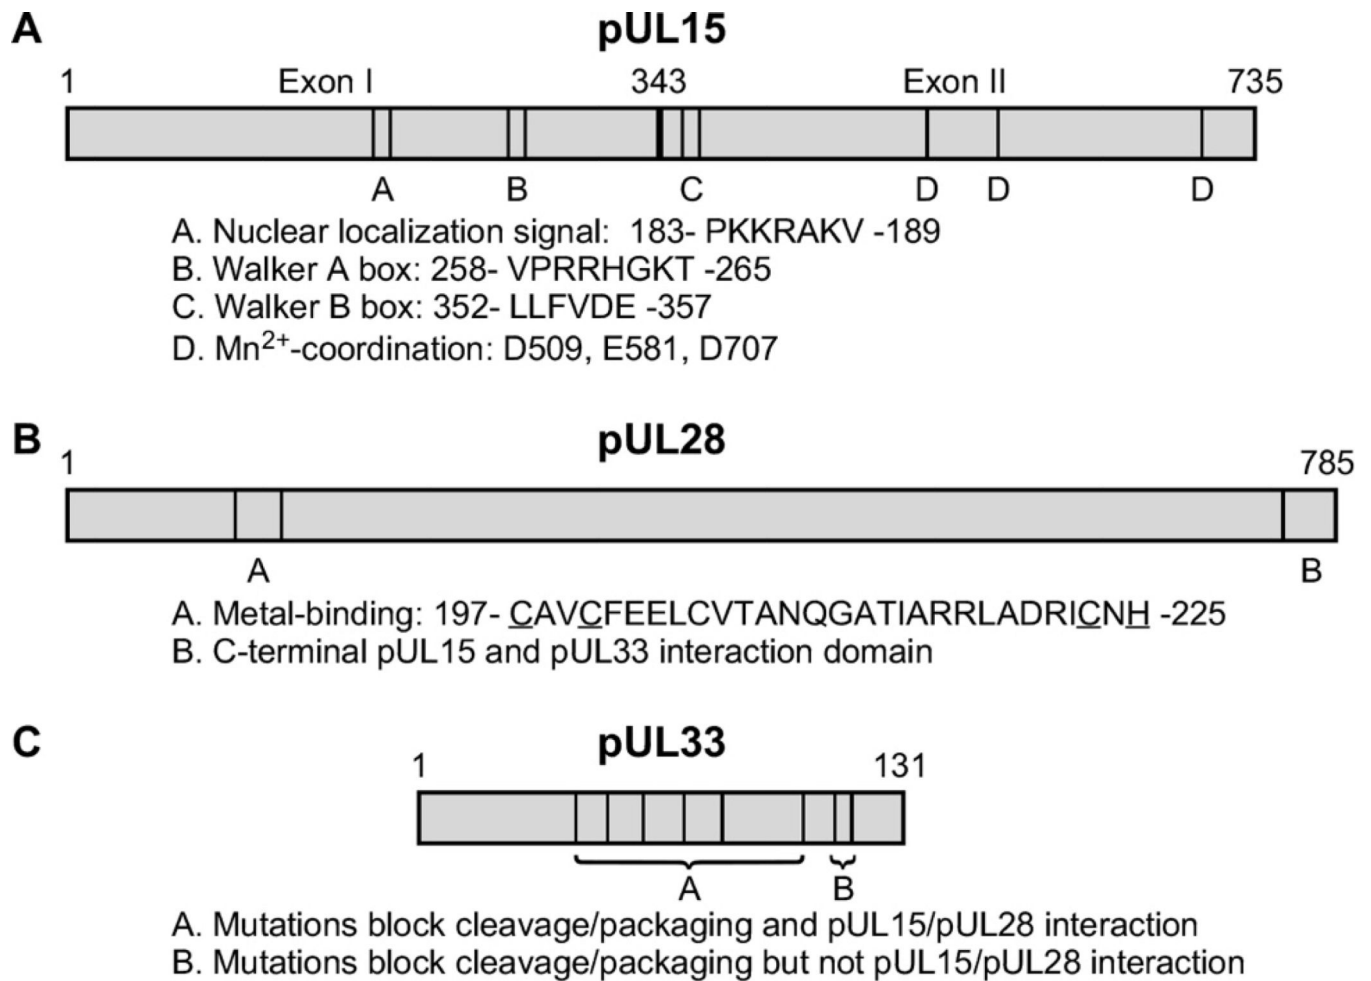 A
pUL15
1 Exon I 343 Exon II 735
A B C D D D
A. Nuclear localization signal: 183- PKKRAKV -189
B. Walker A box: 258- VPRRHGKT -265
C. Walker B box: 352- LLFVDE -357
D. Mn²⁺-coordination: D509, E581, D707
B
pUL28
1 785
A B
A. Metal-binding: 197- CAVCFEELCVTANQGATIARRLADRICNH -225
B. C-terminal pUL15 and pUL33 interaction domain
C
pUL33
1 131
A B
A. Mutations block cleavage/packaging and pUL15/pUL28 interaction
B. Mutations block cleavage/packaging but not pUL15/pUL28 interaction